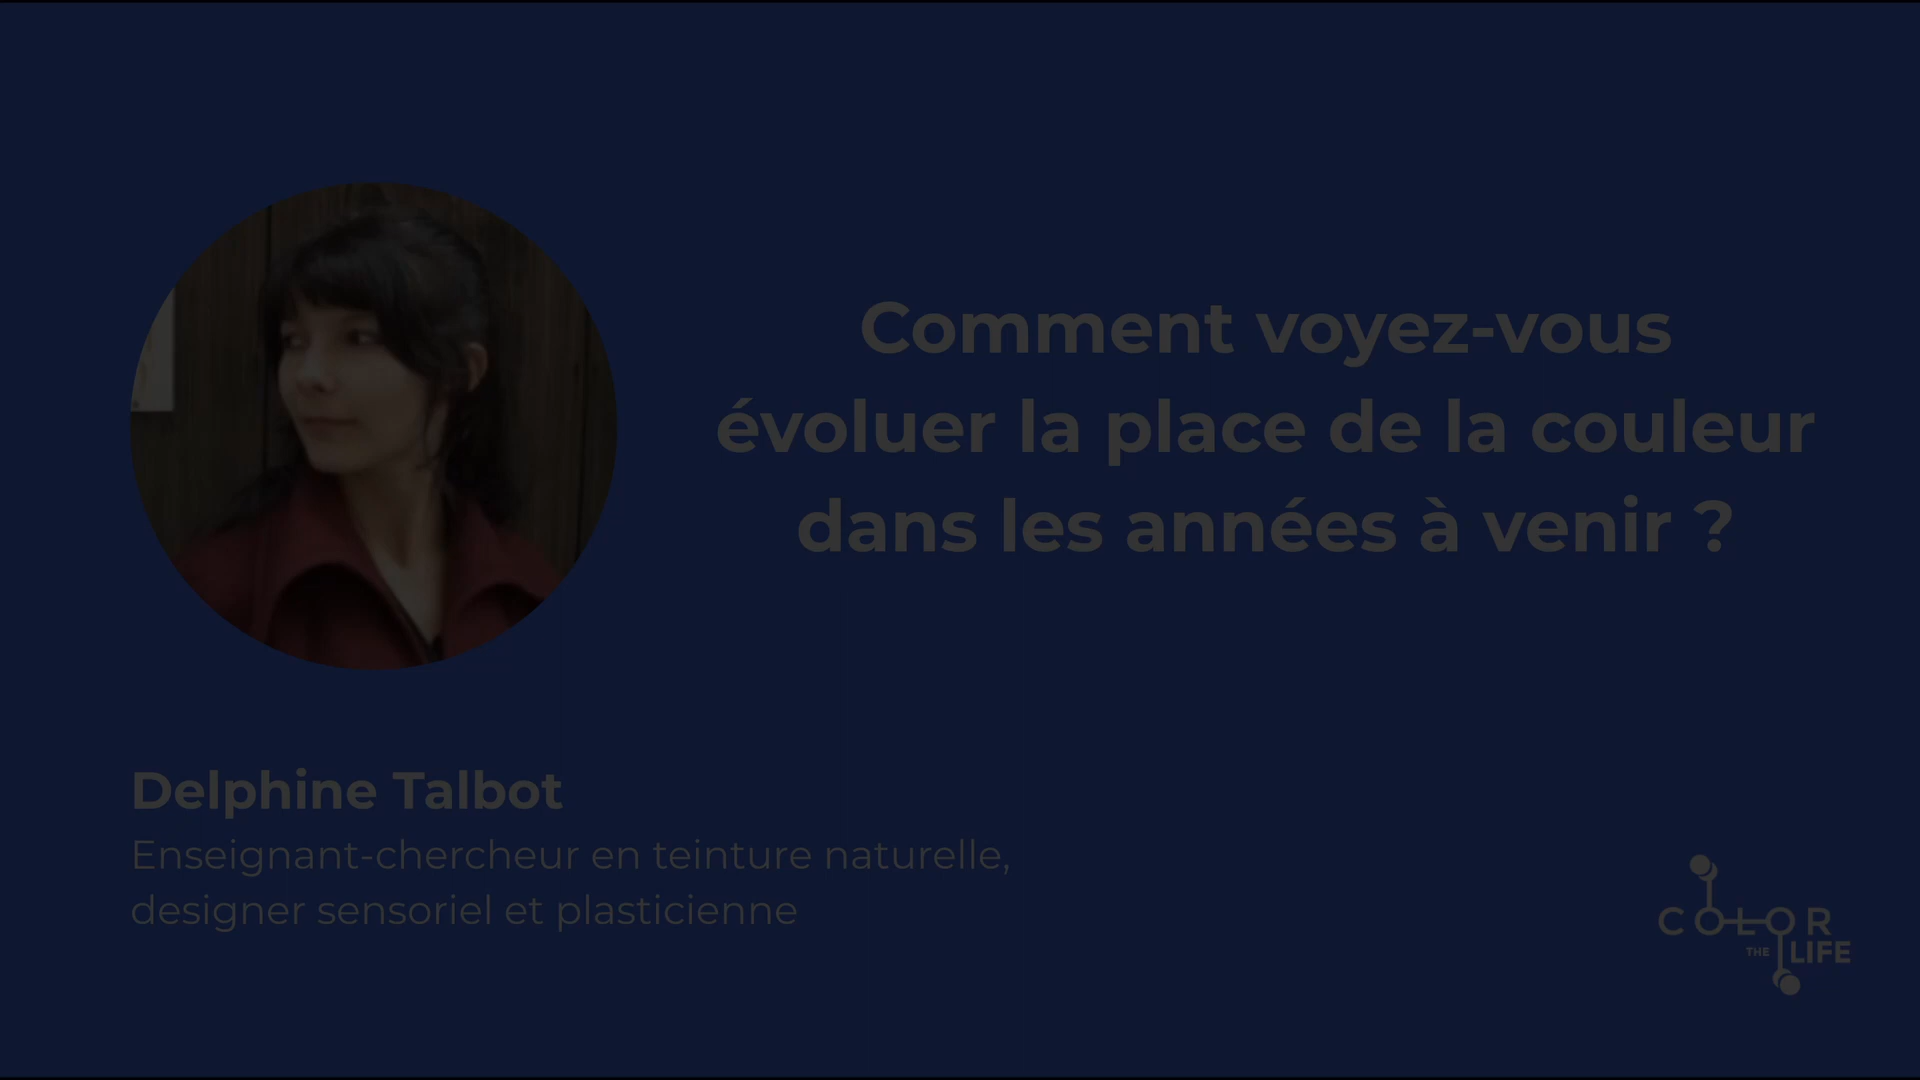 Comment voyez-vous
évoluer la place de la couleur
dans les années à venir ?
Delphine Talbot
Enseignant-chercheur en teinture naturelle,
designer sensoriel et plasticienne
COLOR
THE LIFE